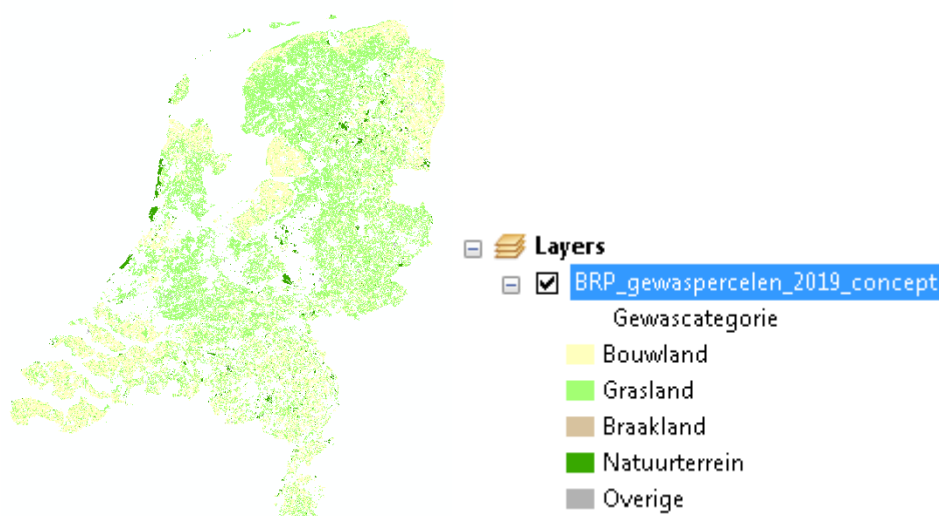 Layers
BRP_gewaspercelen_2019_concept
Gewascategorie
Bouwland
Grasland
Braakland
Natuurterrein
Overige